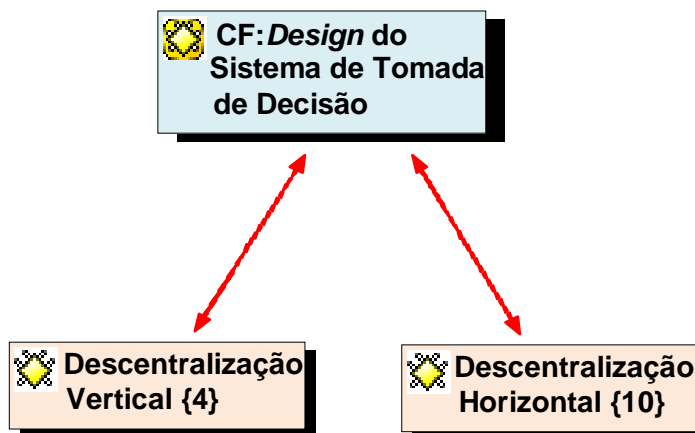 CF:Design do
Sistema de Tomada
de Decisão
Descentralização
Vertical {4}
Descentralização
Horizontal {10}